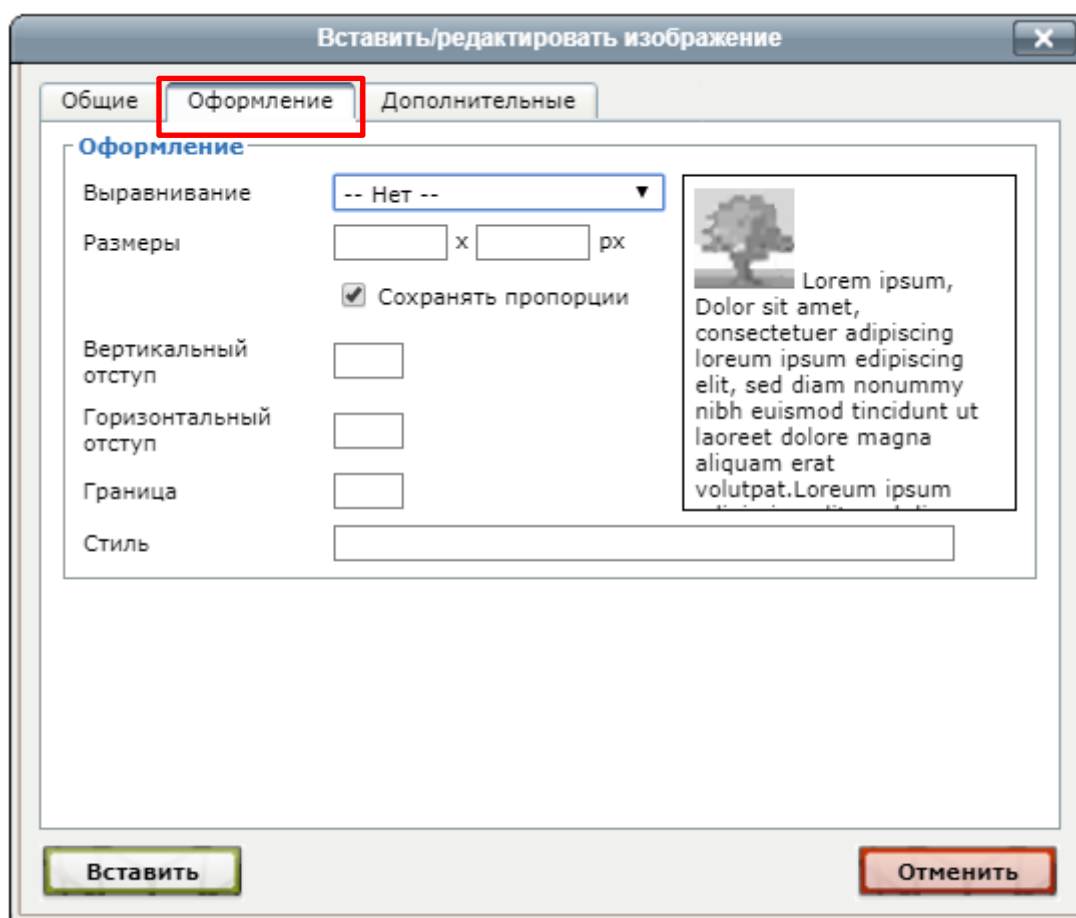 Вставить/редактировать изображение
Общие Оформление Дополнительные
Оформление
Выравнивание -- Нет --
Размеры x px
Сохранять пропорции
Вертикальный
отступ
Горизонтальный
отступ
Граница
Стиль
Lorem ipsum,
Dolor sit amet,
consectetuer adipiscing
loreum ipsum edipiscing
elit, sed diam nonummy
nibh euismod tincidunt ut
laoreet dolore magna
aliquam erat
volutpat.Loreum ipsum
Вставить Отменить